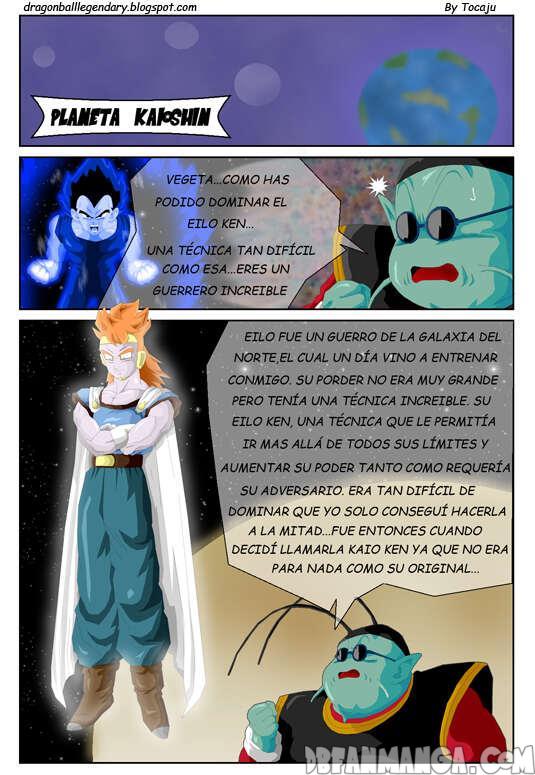 dragonballlegendary.blogspot.com
By Tocaju
PLANETA KAIOSHIN
VEGETA...COMO HAS
PODIDO DOMINAR EL
EILO KEN...
UNA TÉCNICA TAN DIFÍCIL
COMO ESA...ERES UN
GUERRERO INCREIBLE
EILO FUE UN GUERRO DE LA GALAXIA DEL
NORTE,EL CUAL UN DÍA VINO A ENTRENAR
CONMIGO. SU PORDER NO ERA MUY GRANDE
PERO TENÍA UNA TÉCNICA INCREIBLE. SU
EILO KEN, UNA TÉCNICA QUE LE PERMITÍA
IR MAS ALLÁ DE TODOS SUS LÍMITES Y
AUMENTAR SU PODER TANTO COMO REQUERÍA
SU ADVERSARIO. ERA TAN DIFÍCIL DE
DOMINAR QUE YO SOLO CONSEGUÍ HACERLA
A LA MITAD...FUE ENTONCES CUANDO
DECIDÍ LLAMARLA KAIO KEN YA QUE NO ERA
PARA NADA COMO SU ORIGINAL...
DBFANMANGA.COM